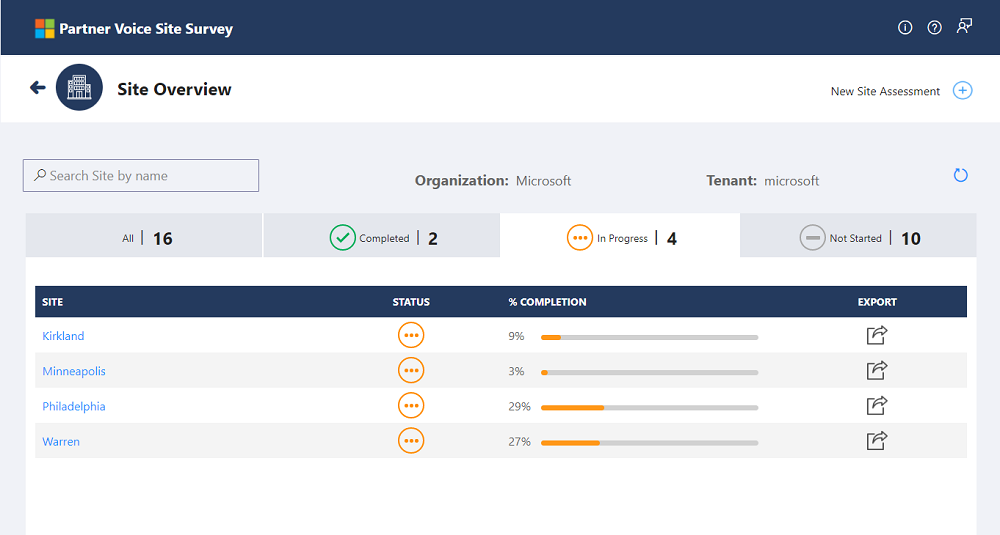 Partner Voice Site Survey
Site Overview
New Site Assessment
Search Site by name
Organization: Microsoft
Tenant: microsoft
All | 16
Completed | 2
In Progress | 4
Not Started | 10
SITE STATUS % COMPLETION EXPORT
Kirkland 9%
Minneapolis 3%
Philadelphia 29%
Warren 27%